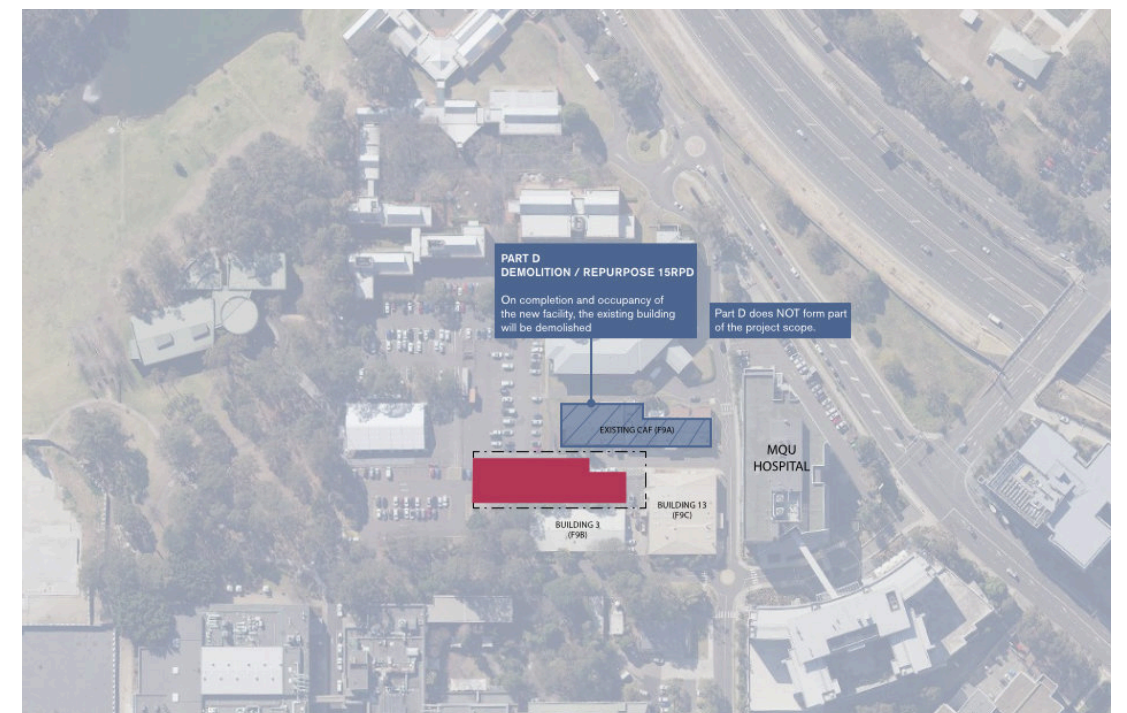 PART D
DEMOLITION / REPURPOSE 15RPD
On completion and occupancy of
the new facility, the existing building
will be demolished
Part D does NOT form part
of the project scope.
EXISTING CAF (F9A)
MQU
HOSPITAL
BUILDING 13
(F9C)
BUILDING 3
(F9B)